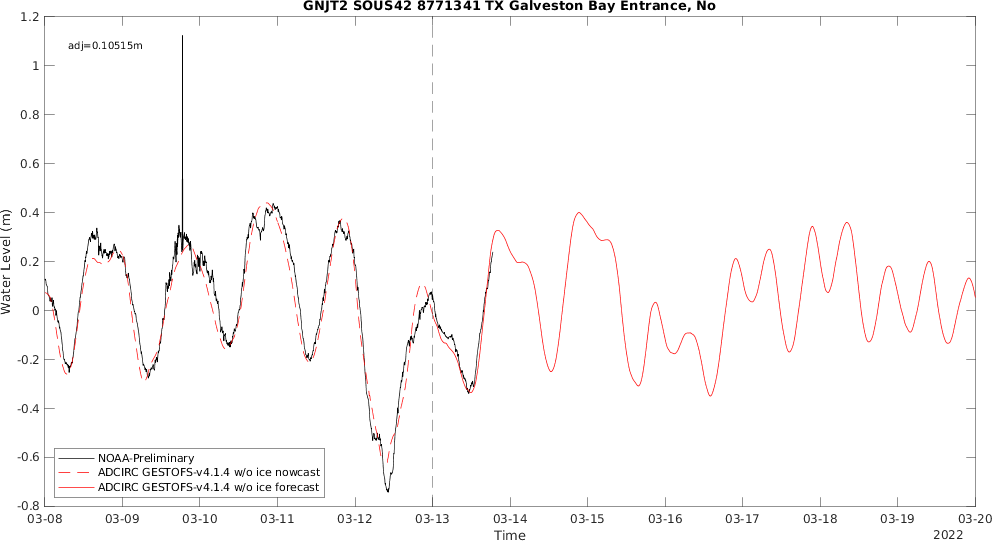 GNJT2 SOUS42 8771341 TX Galveston Bay Entrance, No
adj=0.10515m
1.2
1
0.8
0.6
0.4
0.2
0
-0.2
-0.4
-0.6
-0.8
Water Level (m)
NOAA-Preliminary
ADCIRC GESTOFS-v4.1.4 w/o ice nowcast
ADCIRC GESTOFS-v4.1.4 w/o ice forecast
03-08 03-09 03-10 03-11 03-12 03-13 03-14 03-15 03-16 03-17 03-18 03-19 03-20
Time
2022